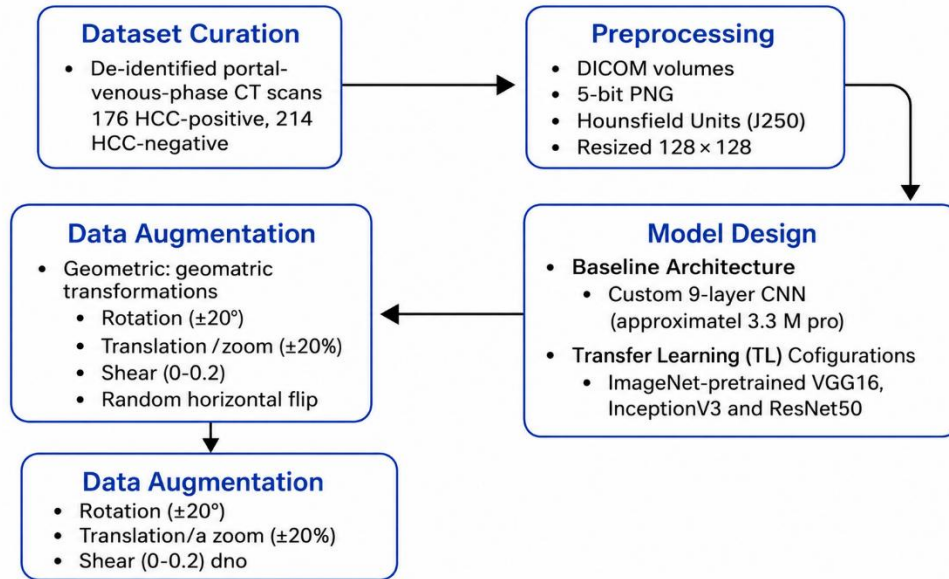 Dataset Curation
• De-identified portal-
venous-phase CT scans
176 HCC-positive, 214
HCC-negative
Preprocessing
• DICOM volumes
• 5-bit PNG
• Hounsfield Units (J250)
• Resized 128 × 128
Model Design
• Baseline Architecture
• Custom 9-layer CNN
(approximatel 3.3 M pro)
• Transfer Learning (TL) Cofigurations
• ImageNet-pretrained VGG16,
InceptionV3 and ResNet50
Data Augmentation
• Geometric: geomatric
transformations
• Rotation (±20°)
• Translation / zoom (±20%)
• Shear (0-0.2)
• Random horizontal flip
Data Augmentation
• Rotation (±20°)
• Translation/a zoom (±20%)
• Shear (0-0.2) dno